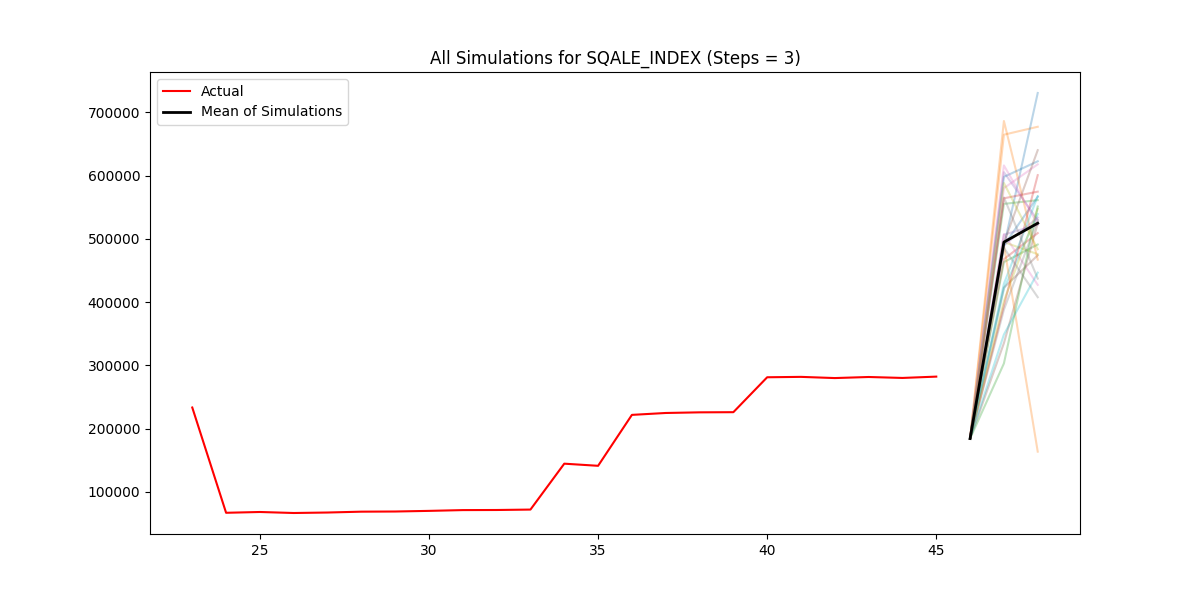 All Simulations for SQALE_INDEX (Steps = 3)
Actual
Mean of Simulations
700000
600000
500000
400000
300000
200000
100000
25 30 35 40 45